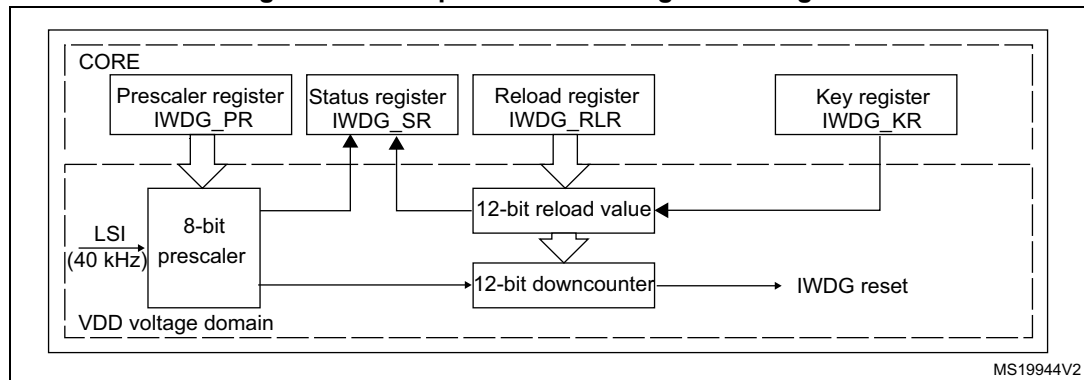 CORE
Prescaler register
IWDG_PR
Status register
IWDG_SR
Reload register
IWDG_RLR
Key register
IWDG_KR
LSI
(40 kHz)
8-bit
prescaler
12-bit reload value
12-bit downcounter
IWDG reset
VDD voltage domain
MS19944V2